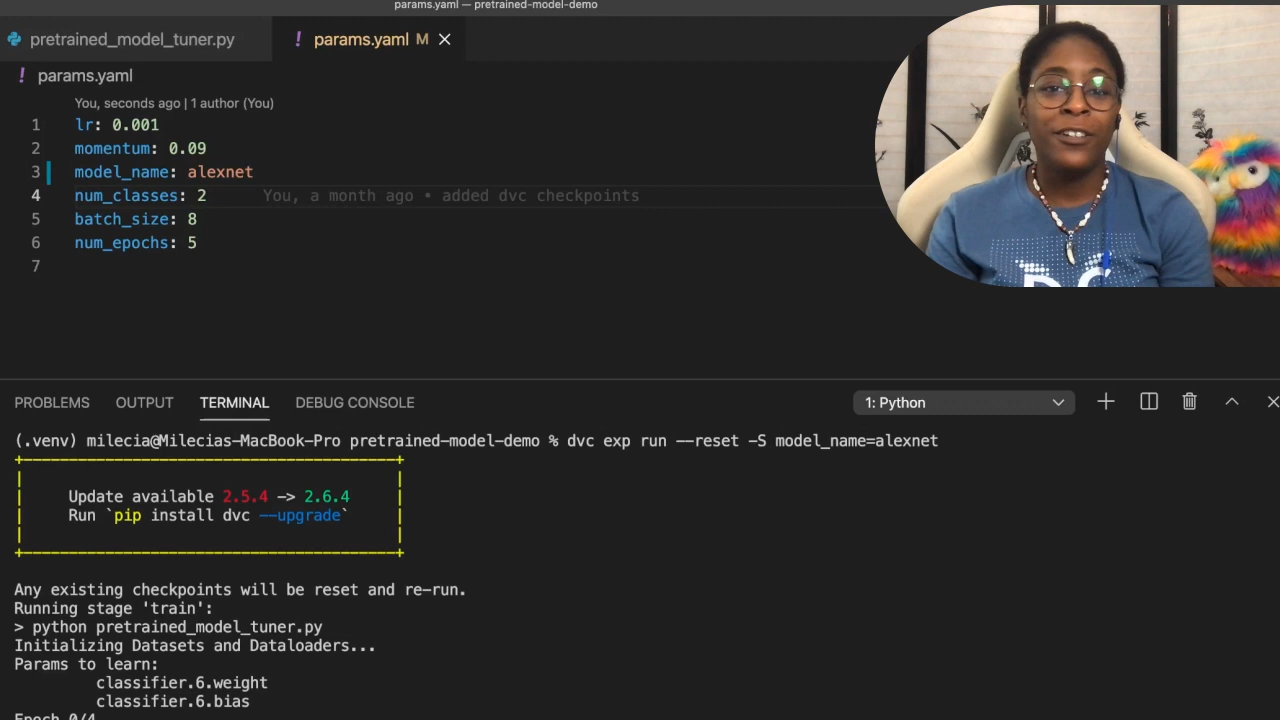 params.yaml — pretrained-model-demo
pretrained_model_tuner.py
! params.yaml M
! params.yaml
You, seconds ago | 1 author (You)
1 lr: 0.001
2 momentum: 0.09
3 model_name: alexnet
4 num_classes: 2 You, a month ago • added dvc checkpoints
5 batch_size: 8
6 num_epochs: 5
7
PROBLEMS OUTPUT TERMINAL DEBUG CONSOLE 1: Python
(.venv) milecia@Milecias-MacBook-Pro pretrained-model-demo % dvc exp run --reset -S model_name=alexnet
Update available 2.5.4 -> 2.6.4
Run `pip install dvc --upgrade`
Any existing checkpoints will be reset and re-run.
Running stage 'train':
> python pretrained_model_tuner.py
Initializing Datasets and Dataloaders...
Params to learn:
classifier.6.weight
classifier.6.bias
Epoch 0/4